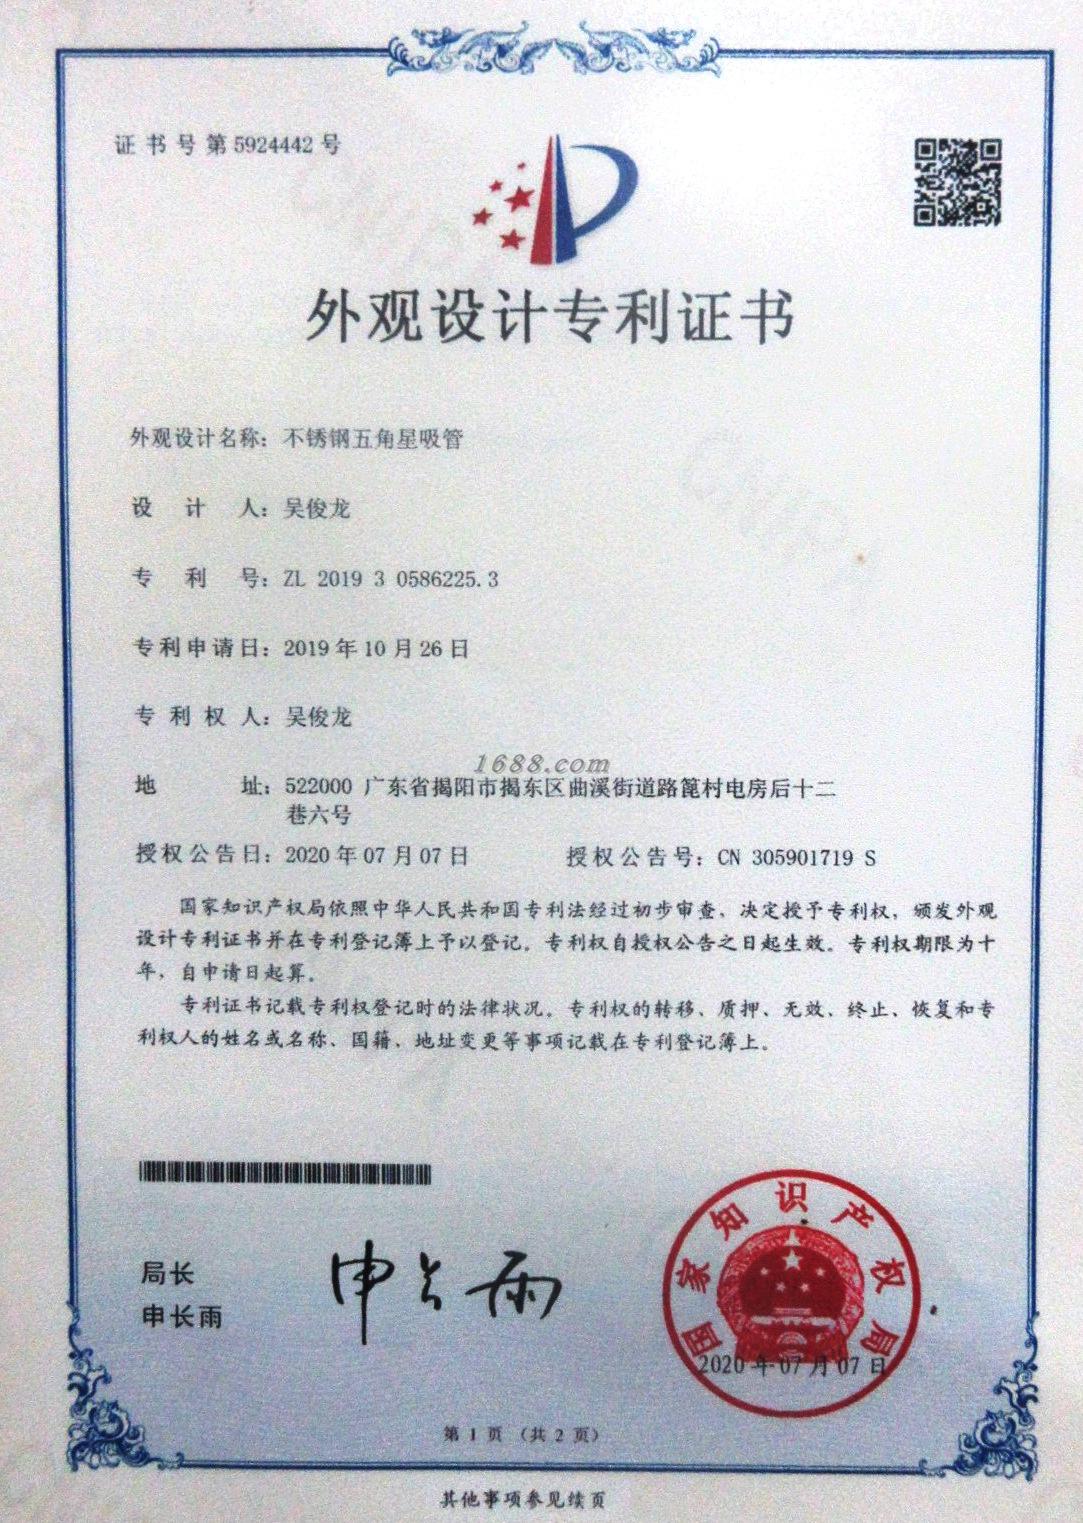 证书号第5924442号
外观设计专利证书
外观设计名称：不锈钢五角星吸管
设计人：吴俊龙
专利号：ZL 2019 3 0586225.3
专利申请日：2019年10月26日
专利权人：吴俊龙
1688.com
地址：522000 广东省揭阳市揭东区曲溪街道路篦村电房后十二
巷六号
授权公告日：2020年07月07日 授权公告号：CN 305901719 S
国家知识产权局依照中华人民共和国专利法经过初步审查，决定授予专利权，颁发外观
设计专利证书并在专利登记簿上予以登记。专利权自授权公告之日起生效。专利权期限为十
年，自申请日起算。
专利证书记载专利权登记时的法律状况。专利权的转移、质押、无效、终止、恢复和专
利权人的姓名或名称、国籍、地址变更等事项记载在专利登记簿上。
局长
申长雨
申长雨
国家知识产权局
2020年07月07日
第1页（共2页）
其他事项参见续页